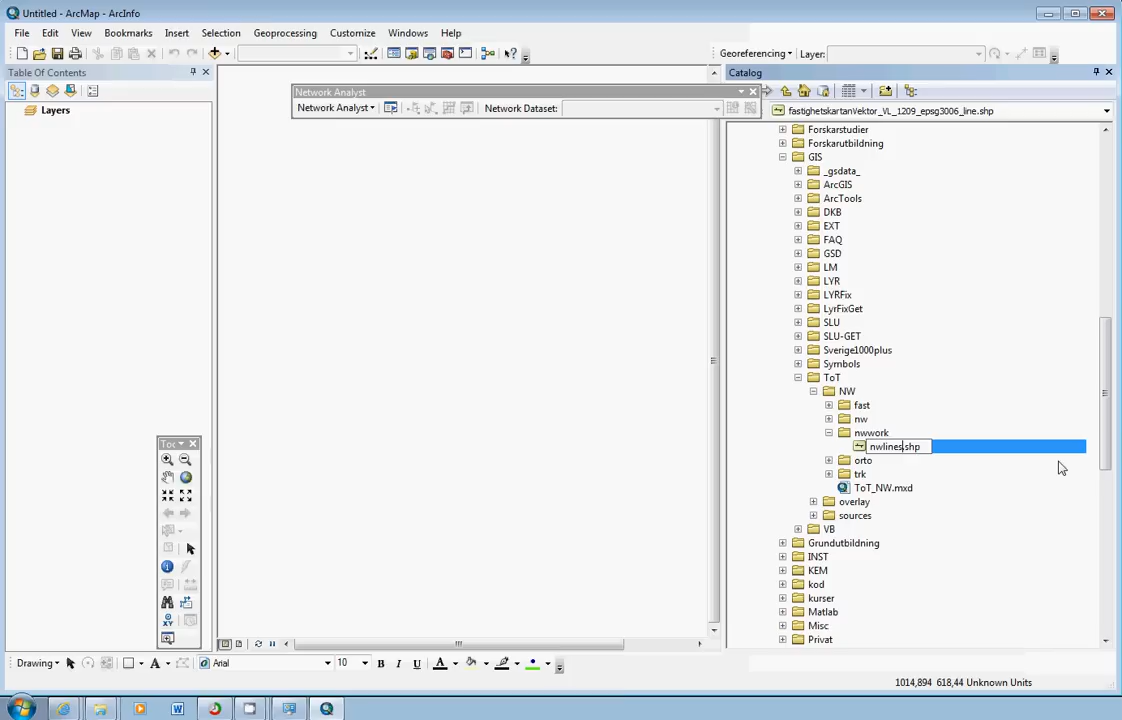 Untitled - ArcMap - ArcInfo
File Edit View Bookmarks Insert Selection Geoprocessing Customize Windows Help
Georeferencing Layer:
Table Of Contents
Catalog
Layers
Network Analyst
Network Analyst Network Dataset:
fastighetskartanVektor_VL_1209_epsg3006_line.shp
Forskarstudier
Forskarutbildning
GIS
_gsdata_
ArcGIS
ArcTools
DKB
EXT
FAQ
GSD
LM
LYR
LYRFix
LyrFixGet
SLU
SLU-GET
Sverige1000plus
Symbols
ToT
NW
fast
nw
nwwork
nwlines.shp
orto
trk
ToT_NW.mxd
overlay
sources
VB
Grundutbildning
INST
KEM
kod
kurser
Matlab
Misc
Privat
XY
Drawing A Arial 10 B I U A
1014,894 618,44 Unknown Units